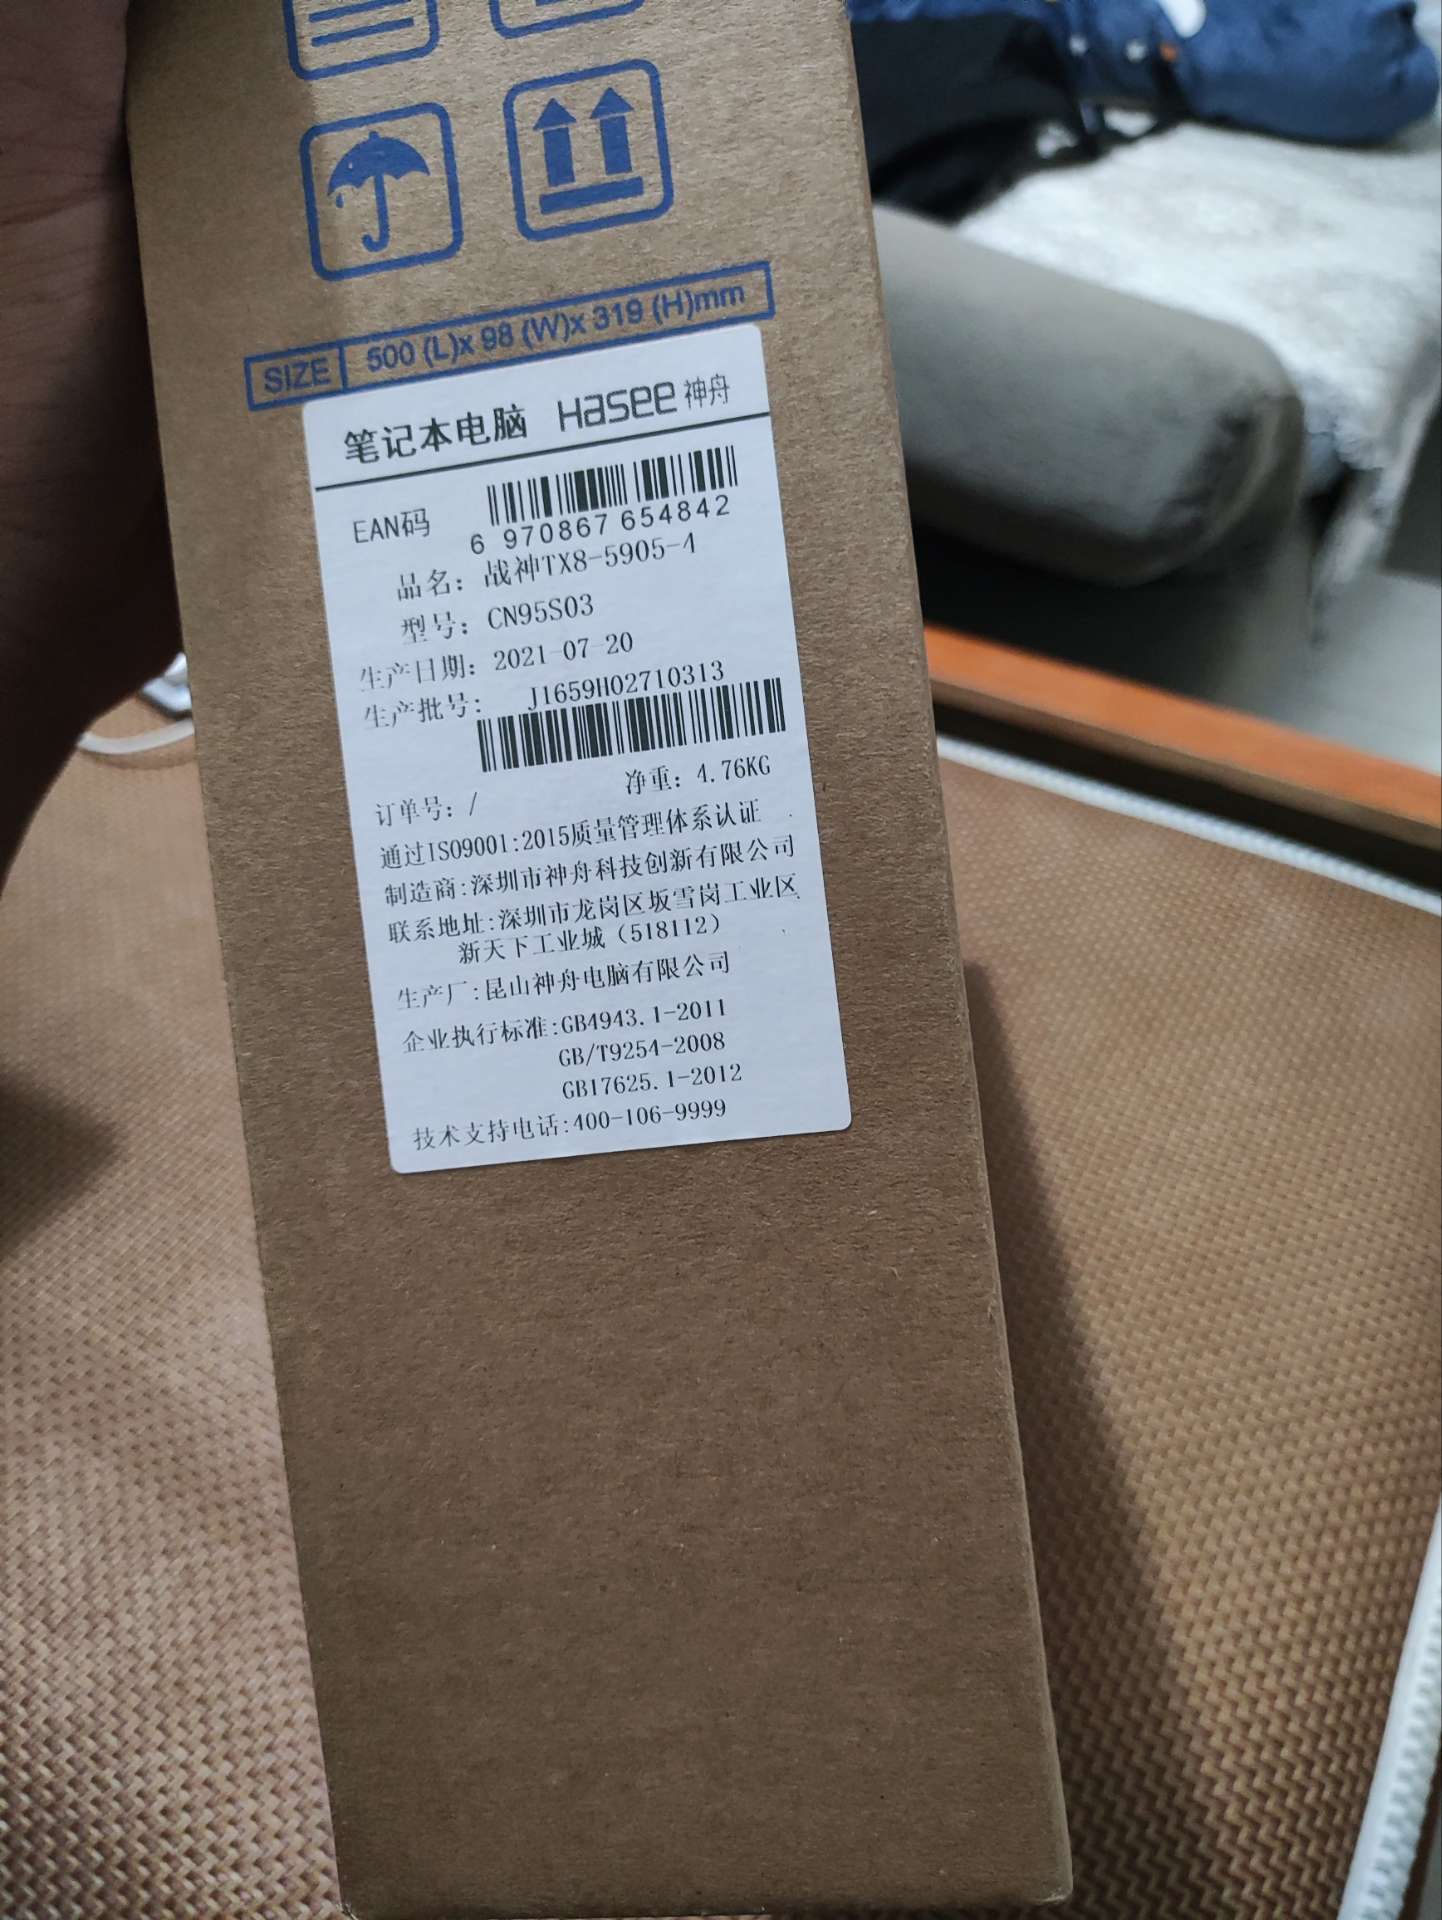 SIZE 500 (L)x 98 (W)x 319 (H)mm
笔记本电脑 Hasee 神舟
EAN码
6 970867 654842
品名：战神TX8-5905-4
型号：CN95S03
生产日期：2021-07-20
生产批号：J1659H02710313
订单号：/ 净重：4.76KG
通过ISO9001:2015质量管理体系认证
制造商:深圳市神舟科技创新有限公司
联系地址:深圳市龙岗区坂雪岗工业区
新天下工业城（518112）
生产厂:昆山神舟电脑有限公司
企业执行标准:GB4943.1-2011
GB/T9254-2008
GB17625.1-2012
技术支持电话:400-106-9999